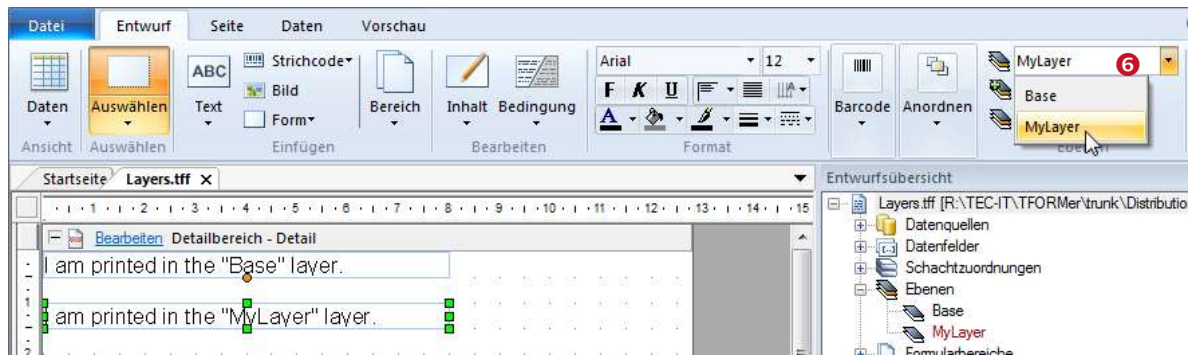 Datei Entwurf Seite Daten Vorschau
Daten Auswählen ABC Text Strichcode Bild Form Bereich Inhalt Bedingung Arial 12 F K U A Barcode Anordnen MyLayer 6
Base
MyLayer
Ansicht Auswählen Einfügen Bearbeiten Format
Startseite Layers.tff Entwurfsübersicht
1 2 3 4 5 6 7 8 9 10 11 12 13 14 15
Layers.tff [R:\TEC-IT\TFORMer\trunk\Distributio
Bearbeiten Detailbereich - Detail
Datenquellen
Datenfelder
I am printed in the "Base" layer.
Schachtzuordnungen
Ebenen
1
Base
I am printed in the "MyLayer" layer.
MyLayer
2
Formularbereiche